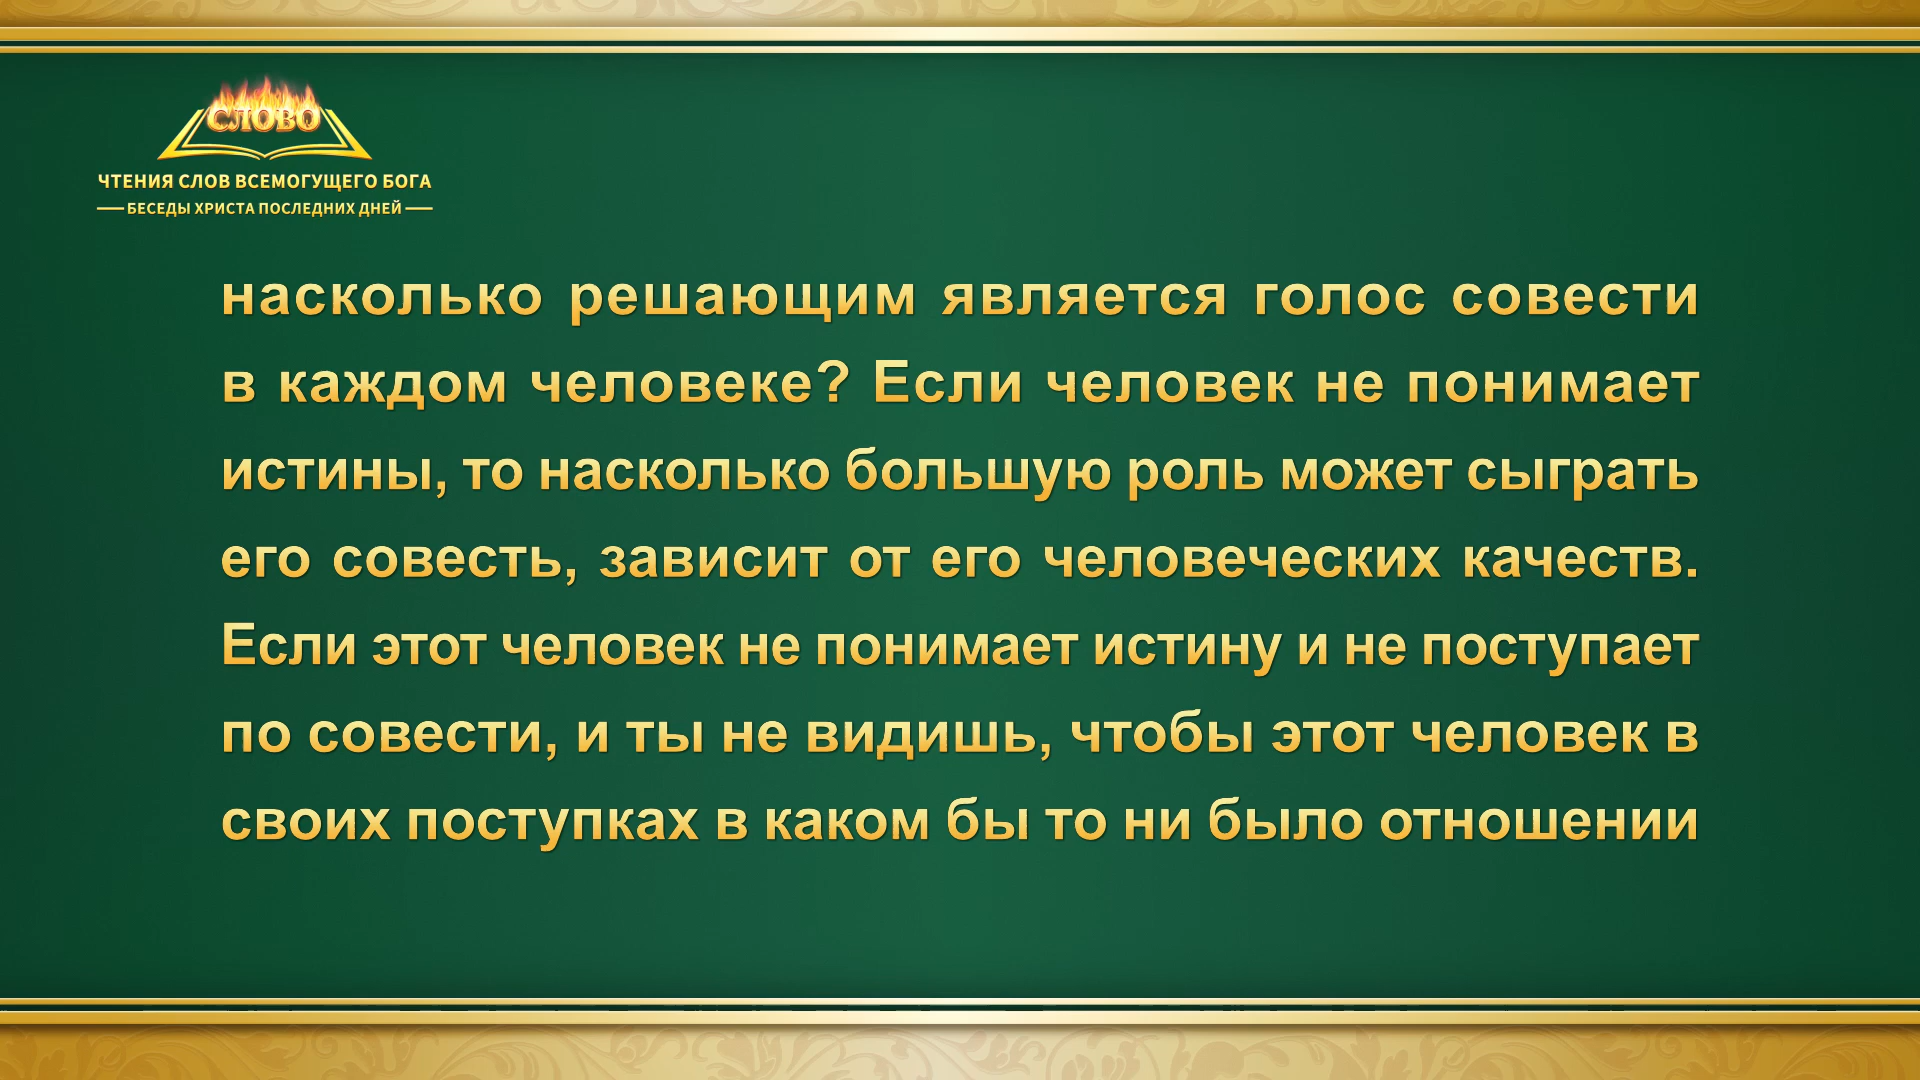 СЛОВО
ЧТЕНИЯ СЛОВ ВСЕМОГУЩЕГО БОГА
БЕСЕДЫ ХРИСТА ПОСЛЕДНИХ ДНЕЙ
насколько решающим является голос совести
в каждом человеке? Если человек не понимает
истины, то насколько большую роль может сыграть
его совесть, зависит от его человеческих качеств.
Если этот человек не понимает истину и не поступает
по совести, и ты не видишь, чтобы этот человек в
своих поступках в каком бы то ни было отношении